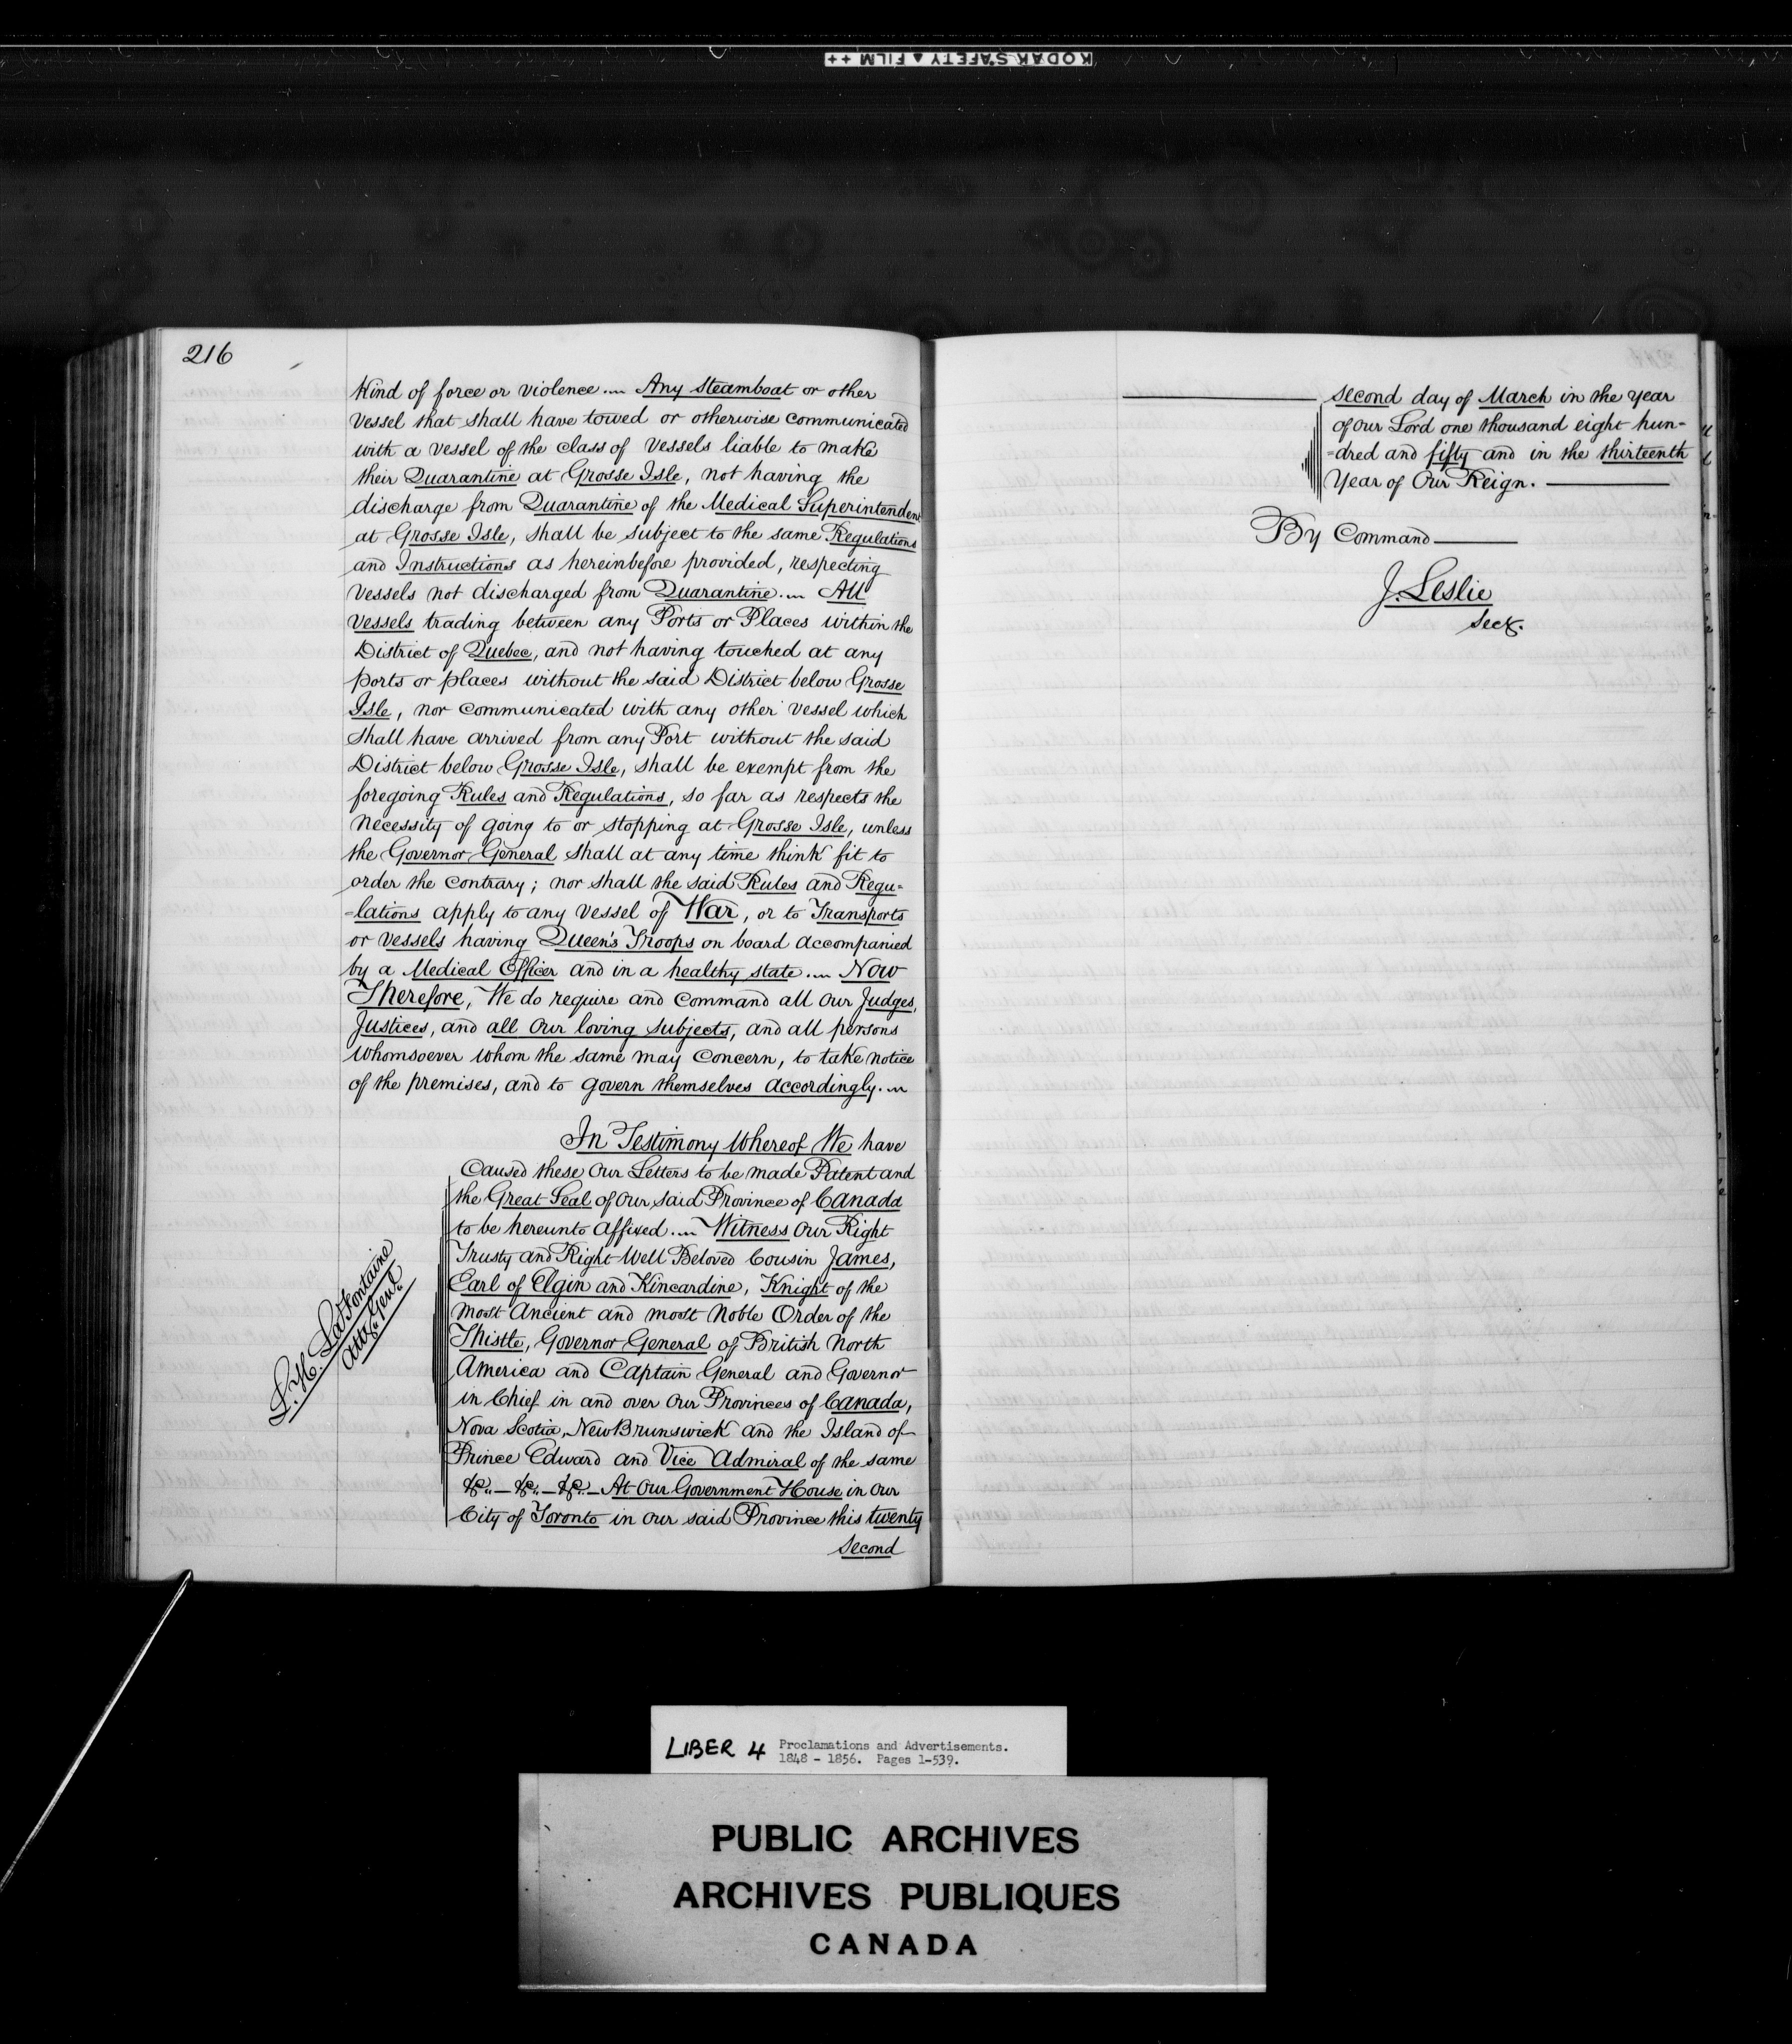 KODAK SAFETY ▲ FILM ++
216
Kind of force or violence.~ Any Steamboat or other
Vessel that shall have towed or otherwise communicated
with a vessel of the class of Vessels liable to make
their Quarantine at Grosse Isle, not having the
discharge from Quarantine of the Medical Superintendent
at Grosse Isle, shall be subject to the same Regulations
and Instructions as hereinbefore provided, respecting
Vessels not discharged from Quarantine.~ All
Vessels trading between any Ports or Places within the
District of Quebec, and not having touched at any
ports or places without the said District below Grosse
Isle, nor communicated with any other vessel which
shall have arrived from any Port without the said
District below Grosse Isle, shall be exempt from the
foregoing Rules and Regulations, so far as respects the
necessity of going to or stopping at Grosse Isle, unless
the Governor General shall at any time think fit to
order the contrary; nor shall the said Rules and Regu=
=lations apply to any Vessel of War, or to Transports
or vessels having Queen's Troops on board accompanied
by a Medical Officer and in a healthy state.~ Now
Therefore, We do require and command all our Judges,
Justices, and all our loving subjects, and all persons
whomsoever whom the same may concern, to take notice
of the premises, and to govern themselves accordingly.~
In Testimony Whereof We have
Caused these Our Letters to be made Patent and
the Great Seal of Our said Province of Canada
to be hereunto affixed.~ Witness Our Right
Trusty and Right Well Beloved Cousin James,
Earl of Elgin and Kincardine, Knight of the
most Ancient and most Noble Order of the
Thistle, Governor General of British North
America and Captain General and Governor
in Chief in and over Our Provinces of Canada,
Nova Scotia, New Brunswick and the Island of
Prince Edward and Vice Admiral of the same
&c.—&c.—&c.—At Our Government House in Our
City of Toronto in our said Province this twenty
second
L. H. LaFontaine
Atty. Genl.
second day of March in the year
of Our Lord one thousand eight hun=
=dred and fifty and in the thirteenth
Year of Our Reign.
By Command
J. Leslie
Secy.
LIBER 4 Proclamations and Advertisements.
1848 - 1856. Pages 1-539.
PUBLIC ARCHIVES
ARCHIVES PUBLIQUES
CANADA